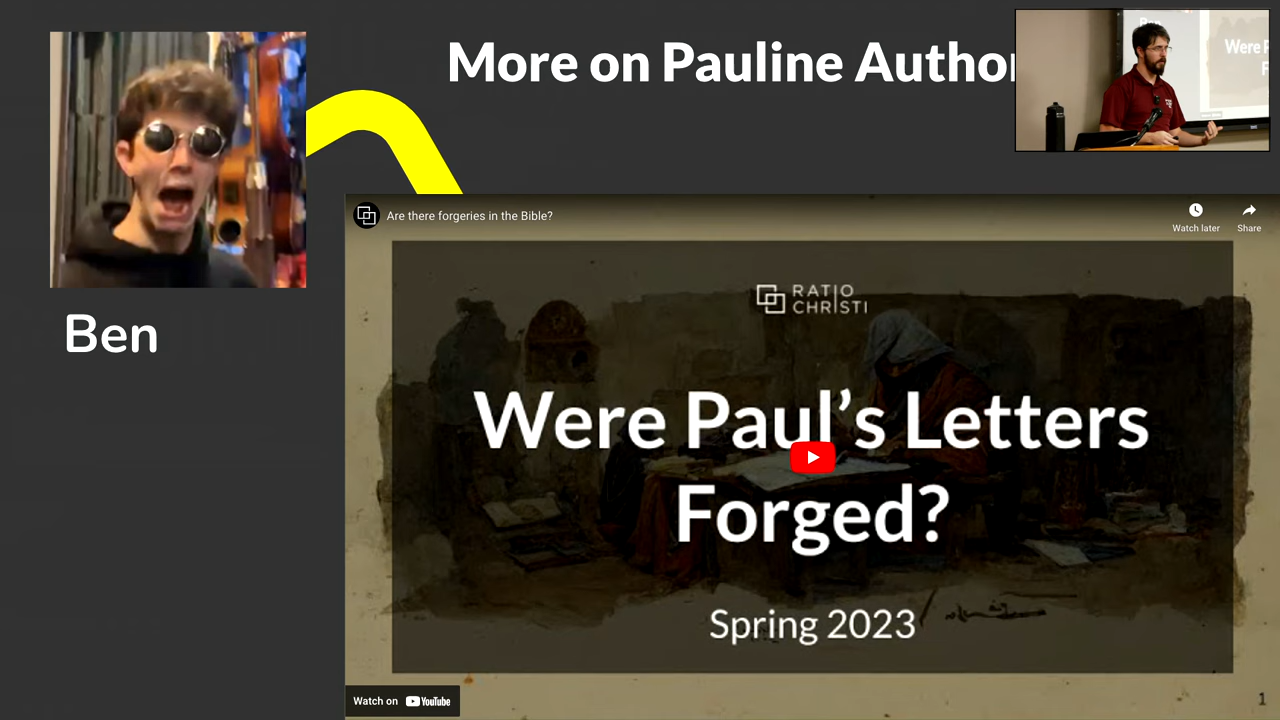 More on Pauline Author
Ben
Were P
F
Are there forgeries in the Bible?
Watch later
Share
RATIO
CHRISTI
Were Paul's Letters
Forged?
Spring 2023
Watch on YouTube
1